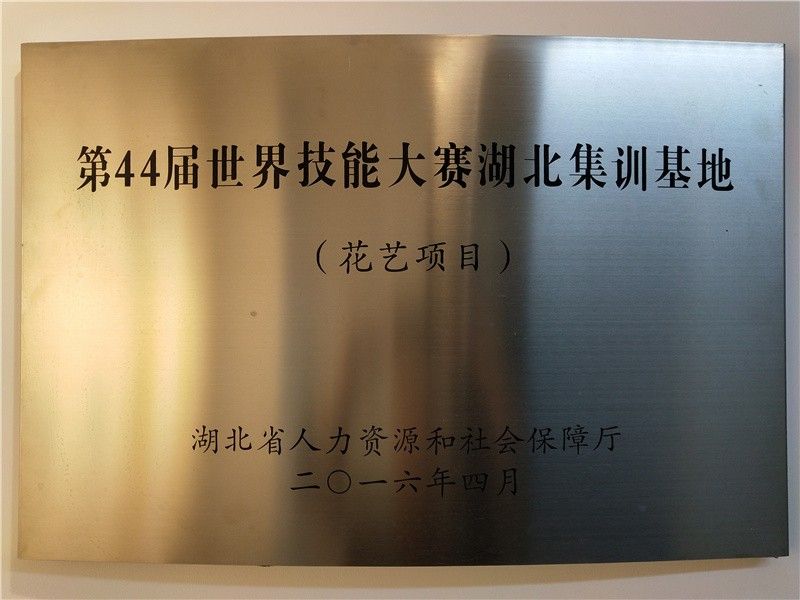 第44届世界技能大赛湖北集训基地
（花艺项目）
湖北省人力资源和社会保障厅
二〇一六年四月